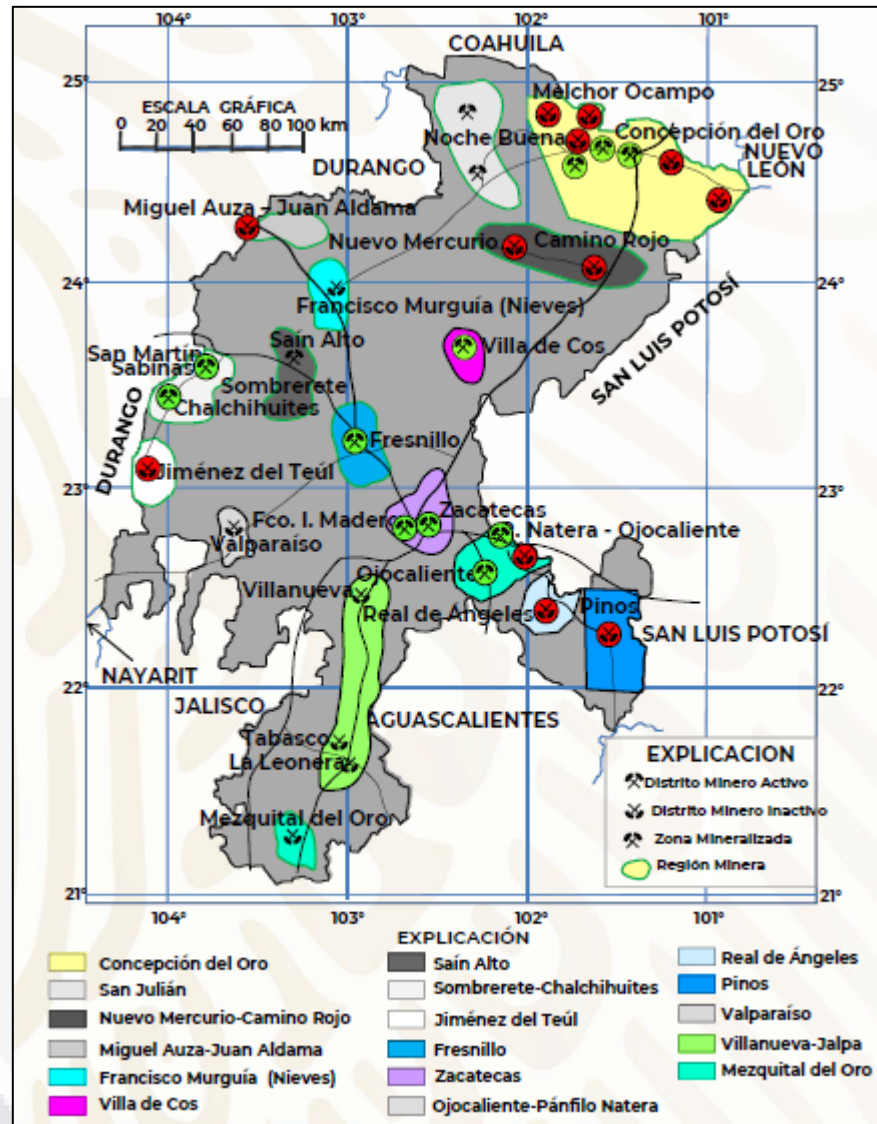 104° 103° 102° 101°
COAHUILA
25° 25°
Melchor Ocampo
ESCALA GRÁFICA
0 20 40 60 80 100 km
Noche Buena
Concepción del Oro
NUEVO
LEÓN
DURANGO
Miguel Auza - Juan Aldama
Nuevo Mercurio
Camino Rojo
24° 24°
Francisco Murguía (Nieves)
SAN LUIS POTOSÍ
Saín Alto
Villa de Cos
San Martín
Sabinas
Sombrerete
Chalchihuites
DURANGO
Fresnillo
Jiménez del Teúl
23° 23°
Fco. I. Madero
Zacatecas
. Natera - Ojocaliente
Valparaíso
Ojocaliente
Villanueva
Real de Ángeles
Pinos
SAN LUIS POTOSÍ
NAYARIT
22° 22°
JALISCO
AGUASCALIENTES
Tabasco
La Leonera
Mezquital del Oro
EXPLICACION
Distrito Minero Activo
Distrito Minero Inactivo
Zona Mineralizada
Región Minera
21° 21°
104° 103° 102° 101°
EXPLICACIÓN
Concepción del Oro
San Julián
Nuevo Mercurio-Camino Rojo
Miguel Auza-Juan Aldama
Francisco Murguía (Nieves)
Villa de Cos
Saín Alto
Sombrerete-Chalchihuites
Jiménez del Teúl
Fresnillo
Zacatecas
Ojocaliente-Pánfilo Natera
Real de Ángeles
Pinos
Valparaíso
Villanueva-Jalpa
Mezquital del Oro